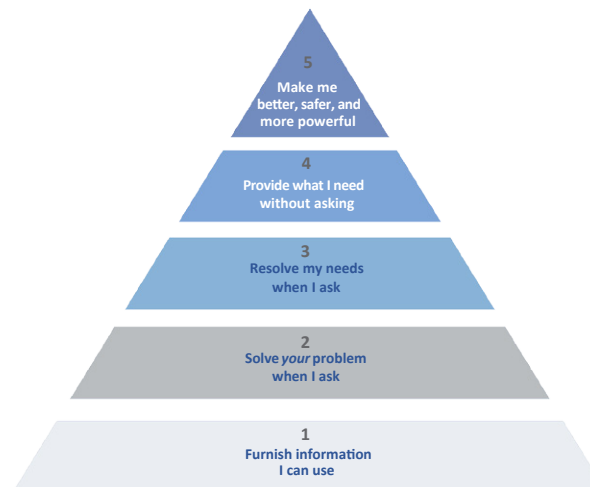 5
Make me
better, safer, and
more powerful
4
Provide what I need
without asking
3
Resolve my needs
when I ask
2
Solve your problem
when I ask
1
Furnish information
I can use